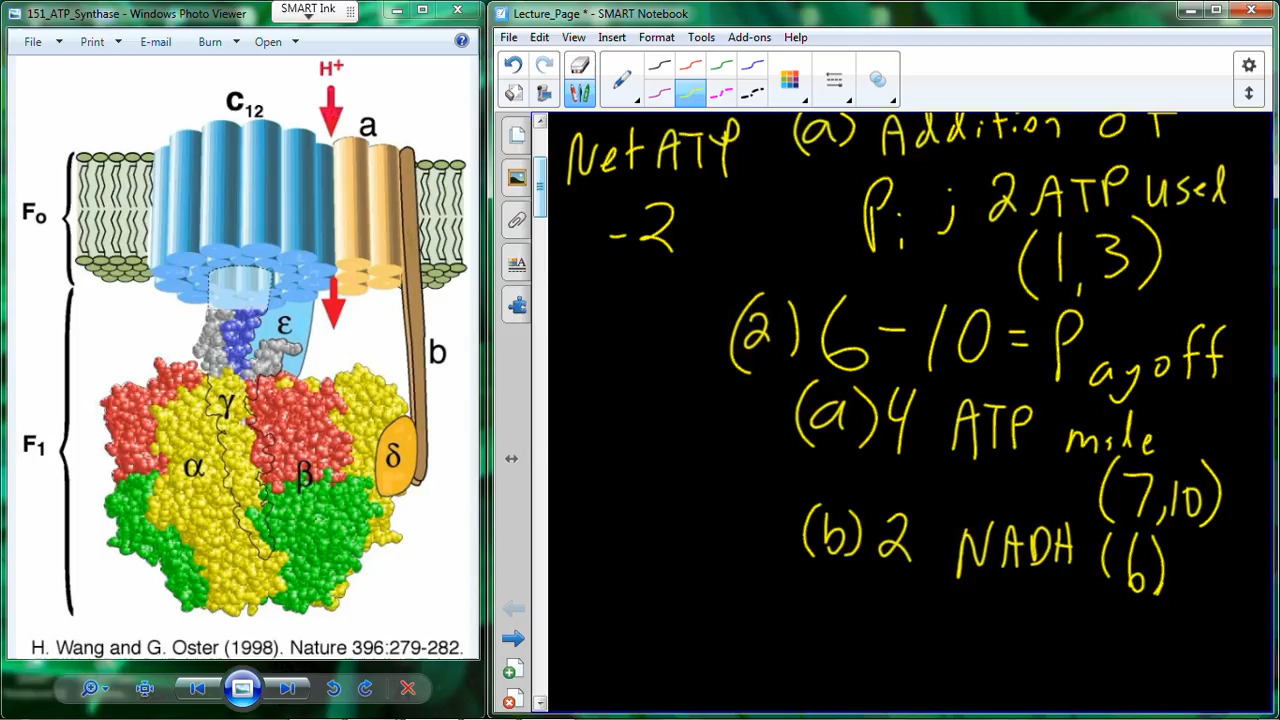 151_ATP_Synthase - Windows Photo Viewer
SMART Ink
File Print E-mail Burn Open
H+
c12
a
Fo
ε
b
F1
γ
α
β
δ
H. Wang and G. Oster (1998). Nature 396:279-282.
Lecture_Page * - SMART Notebook
File Edit View Insert Format Tools Add-ons Help
Net ATP (a) Addition of
-2 Pi ; 2 ATP used
(1,3)
(2) 6-10 = Payoff
(a) 4 ATP made
(7,10)
(b) 2 NADH (6)